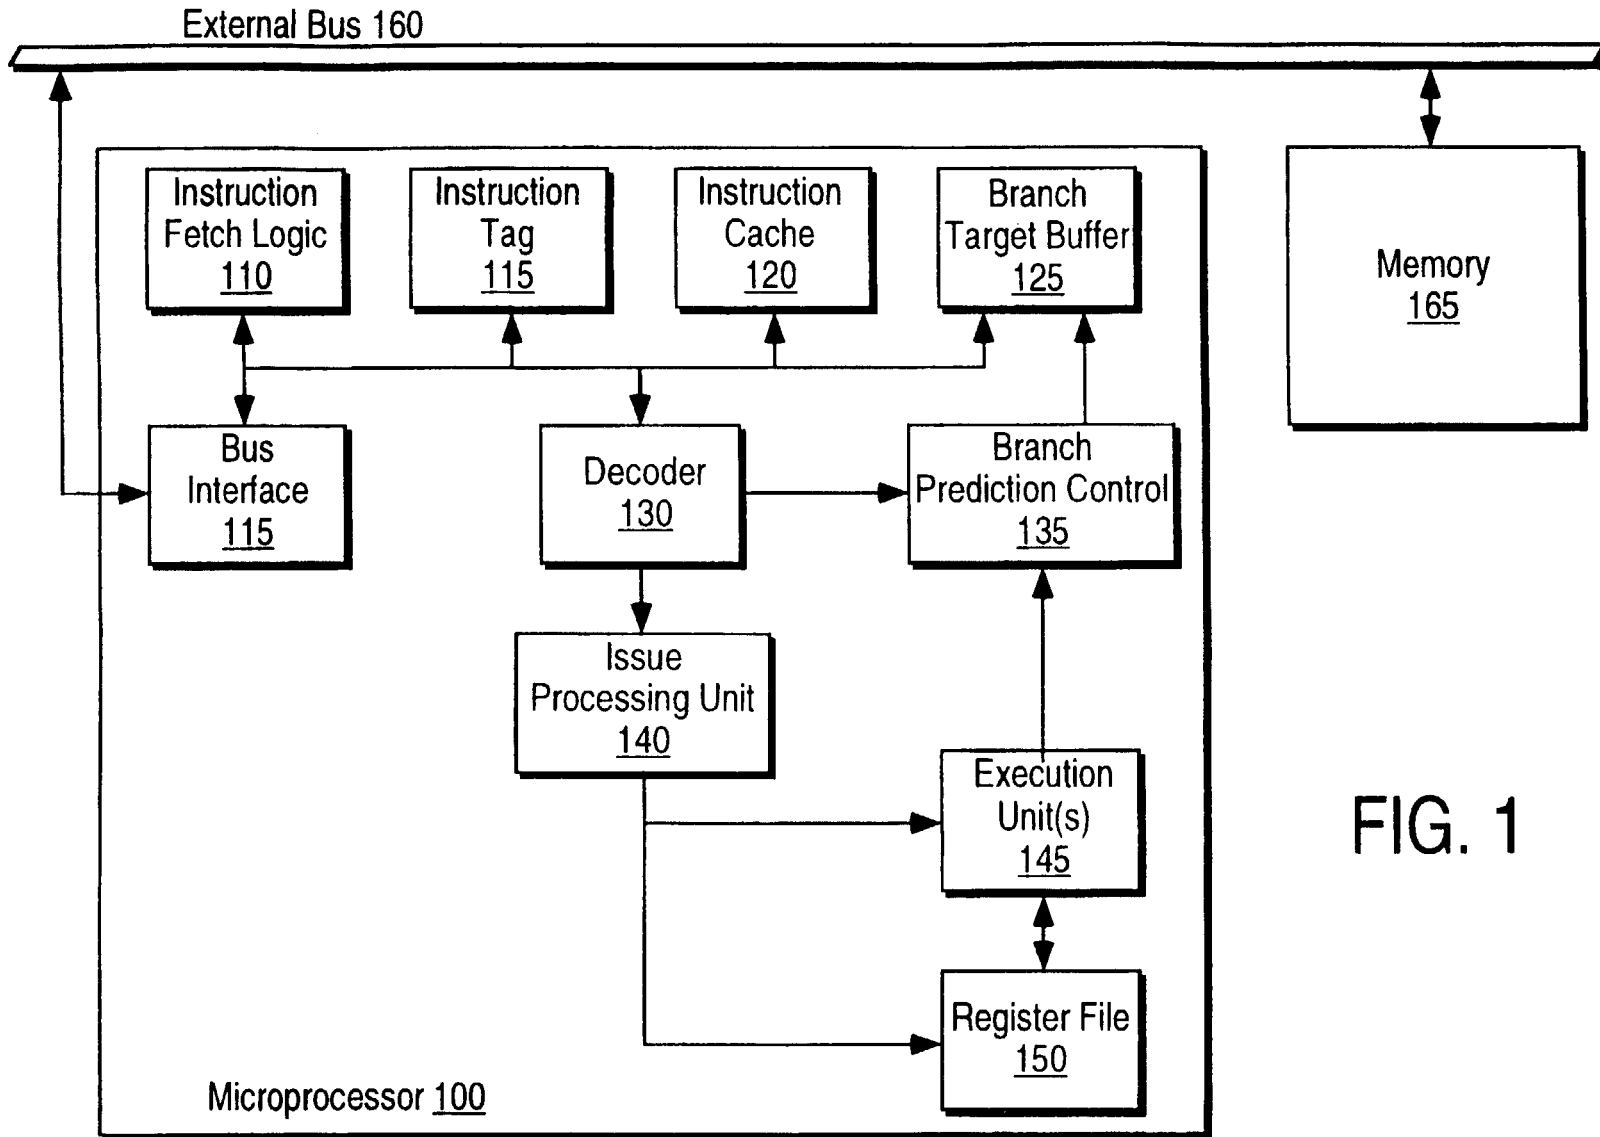 External Bus 160
Instruction
Fetch Logic
110
Instruction
Tag
115
Instruction
Cache
120
Branch
Target Buffer
125
Memory
165
Bus
Interface
115
Decoder
130
Branch
Prediction Control
135
Issue
Processing Unit
140
Execution
Unit(s)
145
FIG. 1
Register File
150
Microprocessor 100